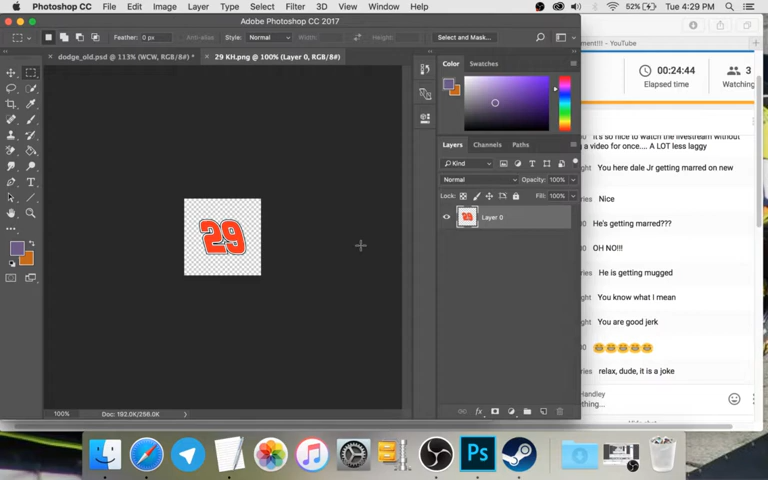 Photoshop CC File Edit Image Layer Type Select Filter 3D View Window Help 52% Tue 4:29 PM
Adobe Photoshop CC 2017
ment!!! - YouTube
Feather: 0 px Anti-alias Style: Normal Width: Height: Select and Mask...
dodge_old.psd @ 113% (WCW, RGB/8#) * 29 KH.png @ 100% (Layer 0, RGB/8#)
Color Swatches
00:24:44 3
Elapsed time Watching
it's so nice to watch the livestream without
a video for once.... A LOT less laggy
Layers Channels Paths
Kind
You here dale Jr getting marred on new
Normal Opacity: 100%
Lock: Fill: 100%
Nice
Layer 0
29
He's getting marred???
OH NO!!!
He is getting mugged
You know what I mean
You are good jerk
relax, dude, it is a joke
Handley
100% Doc: 192.0K/256.0K
Ps